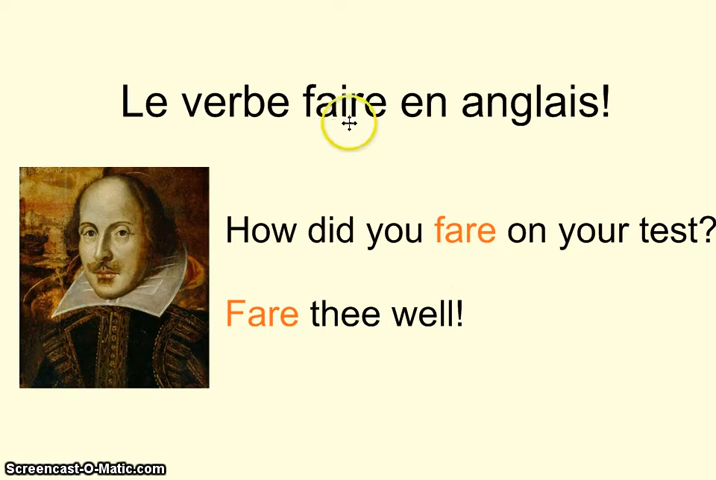 Le verbe faire en anglais!
How did you fare on your test?
Fare thee well!
Screencast-O-Matic.com